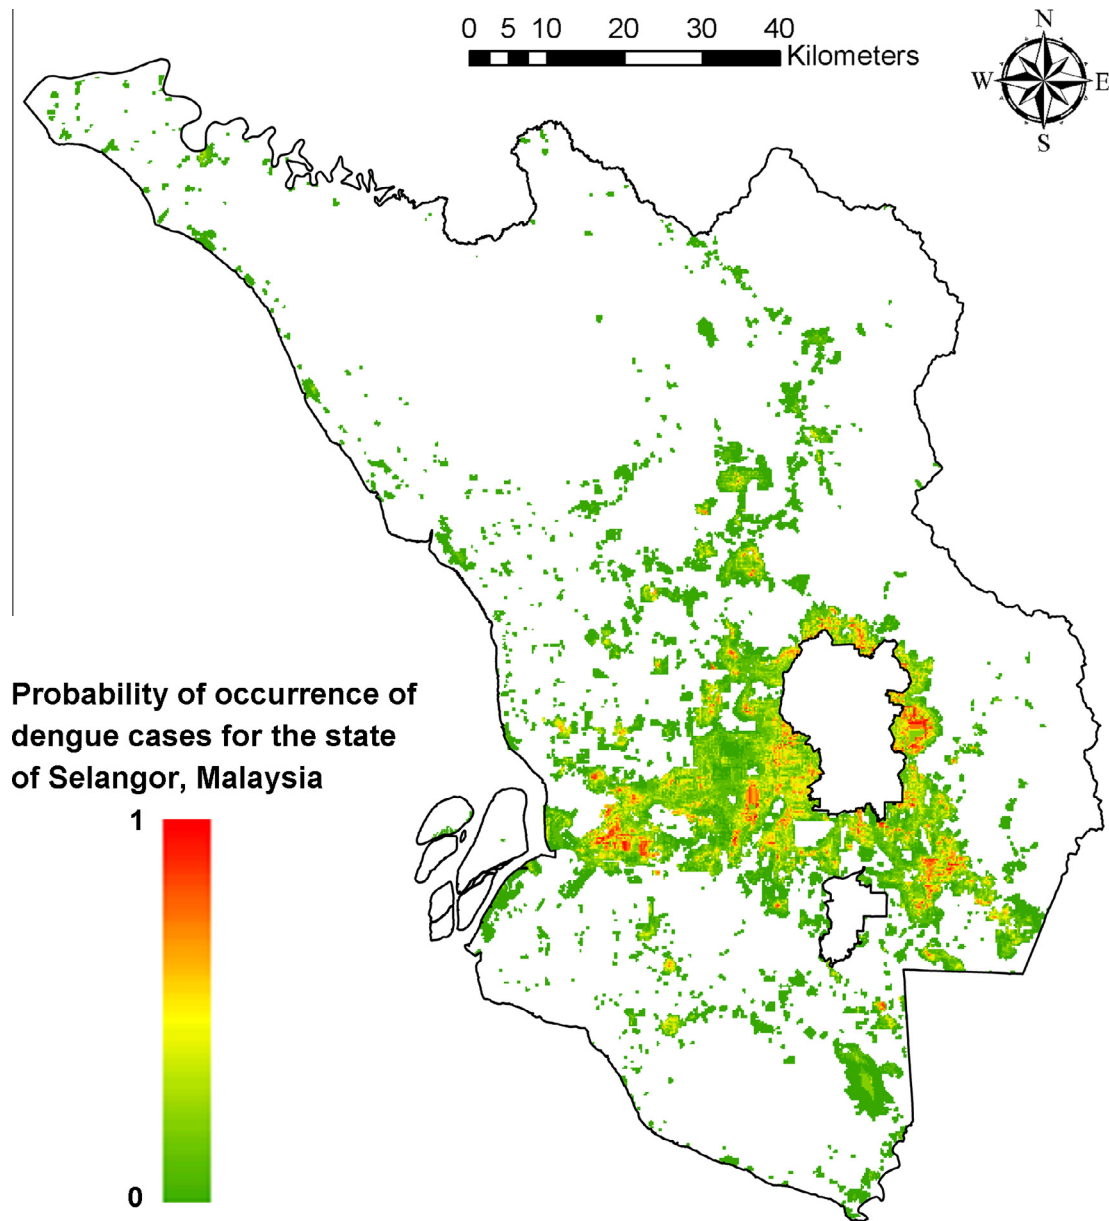 0 5 10 20 30 40
Kilometers
N
W E
S
Probability of occurrence of
dengue cases for the state
of Selangor, Malaysia
1
0